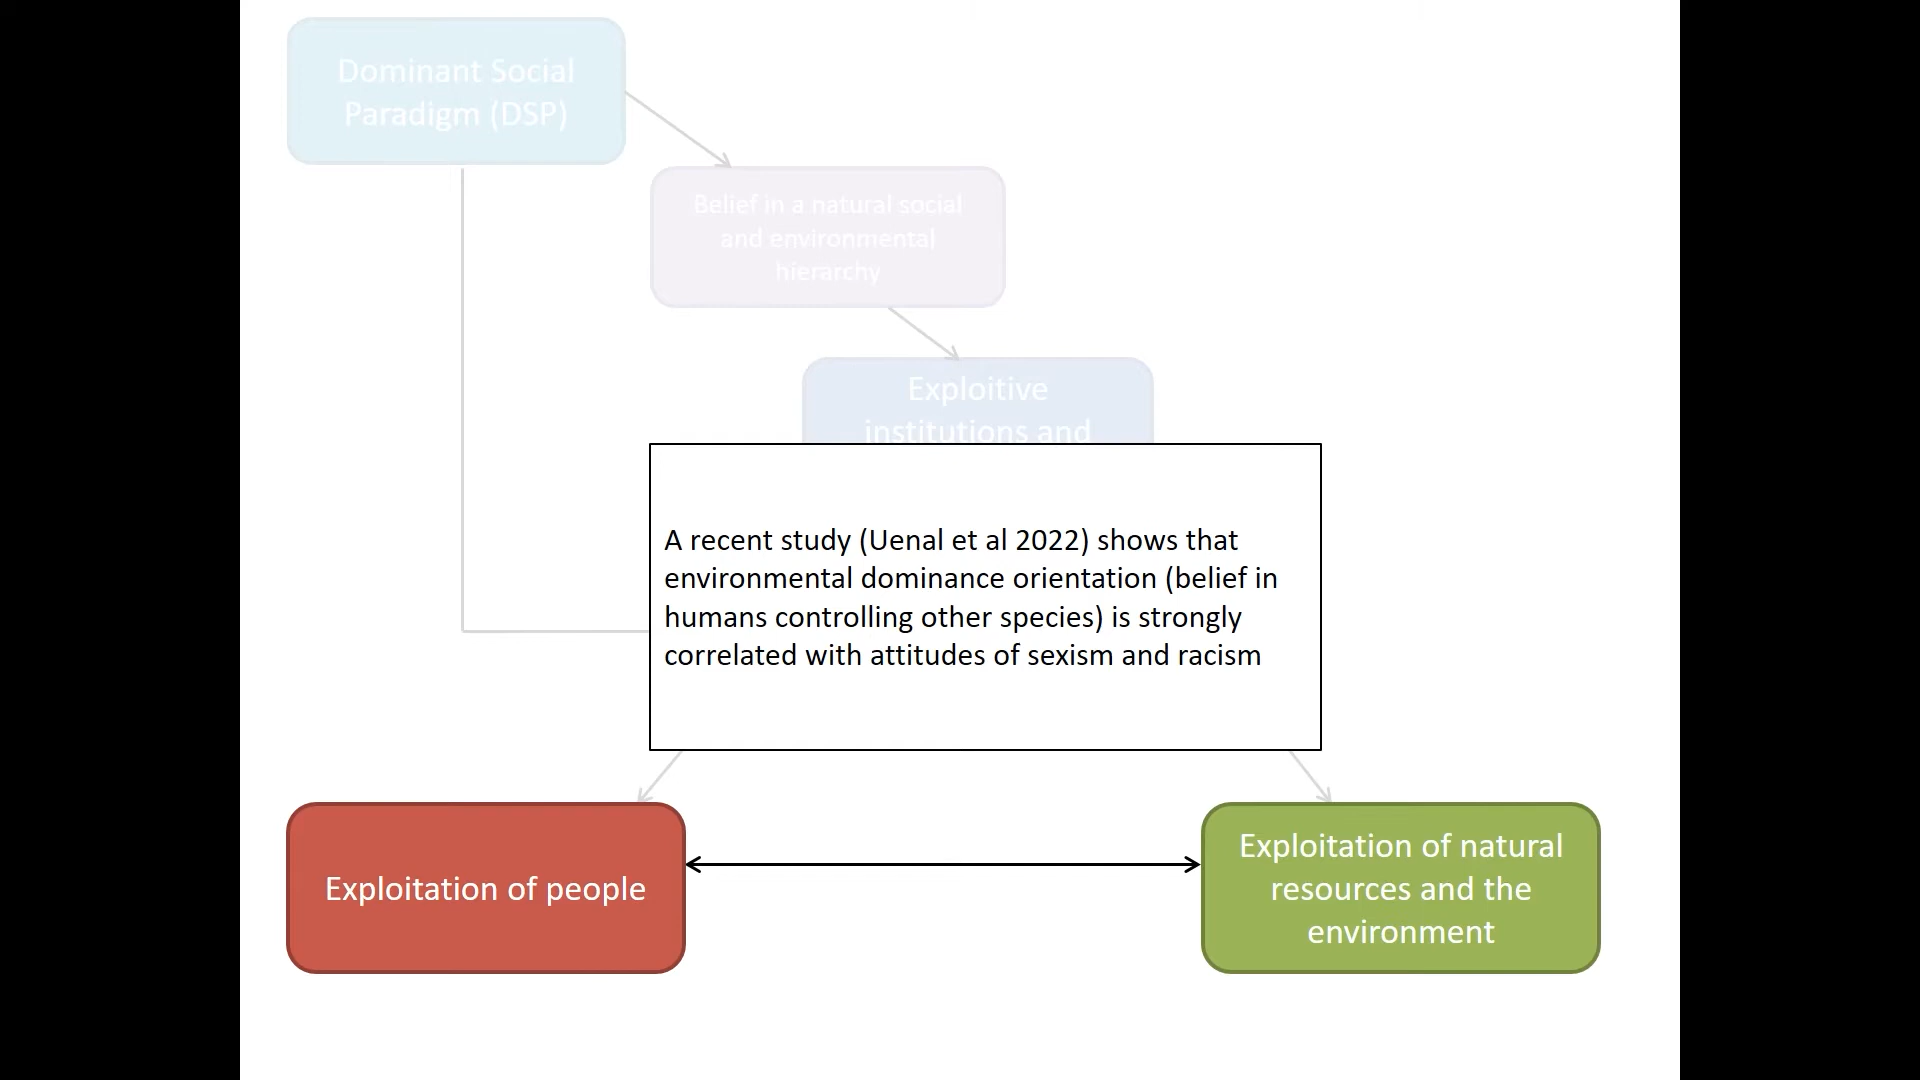 Dominant Social
Paradigm (DSP)
Belief in a natural social
and environmental
hierarchy
Exploitive
institutions and
A recent study (Uenal et al 2022) shows that
environmental dominance orientation (belief in
humans controlling other species) is strongly
correlated with attitudes of sexism and racism
Exploitation of people
Exploitation of natural
resources and the
environment